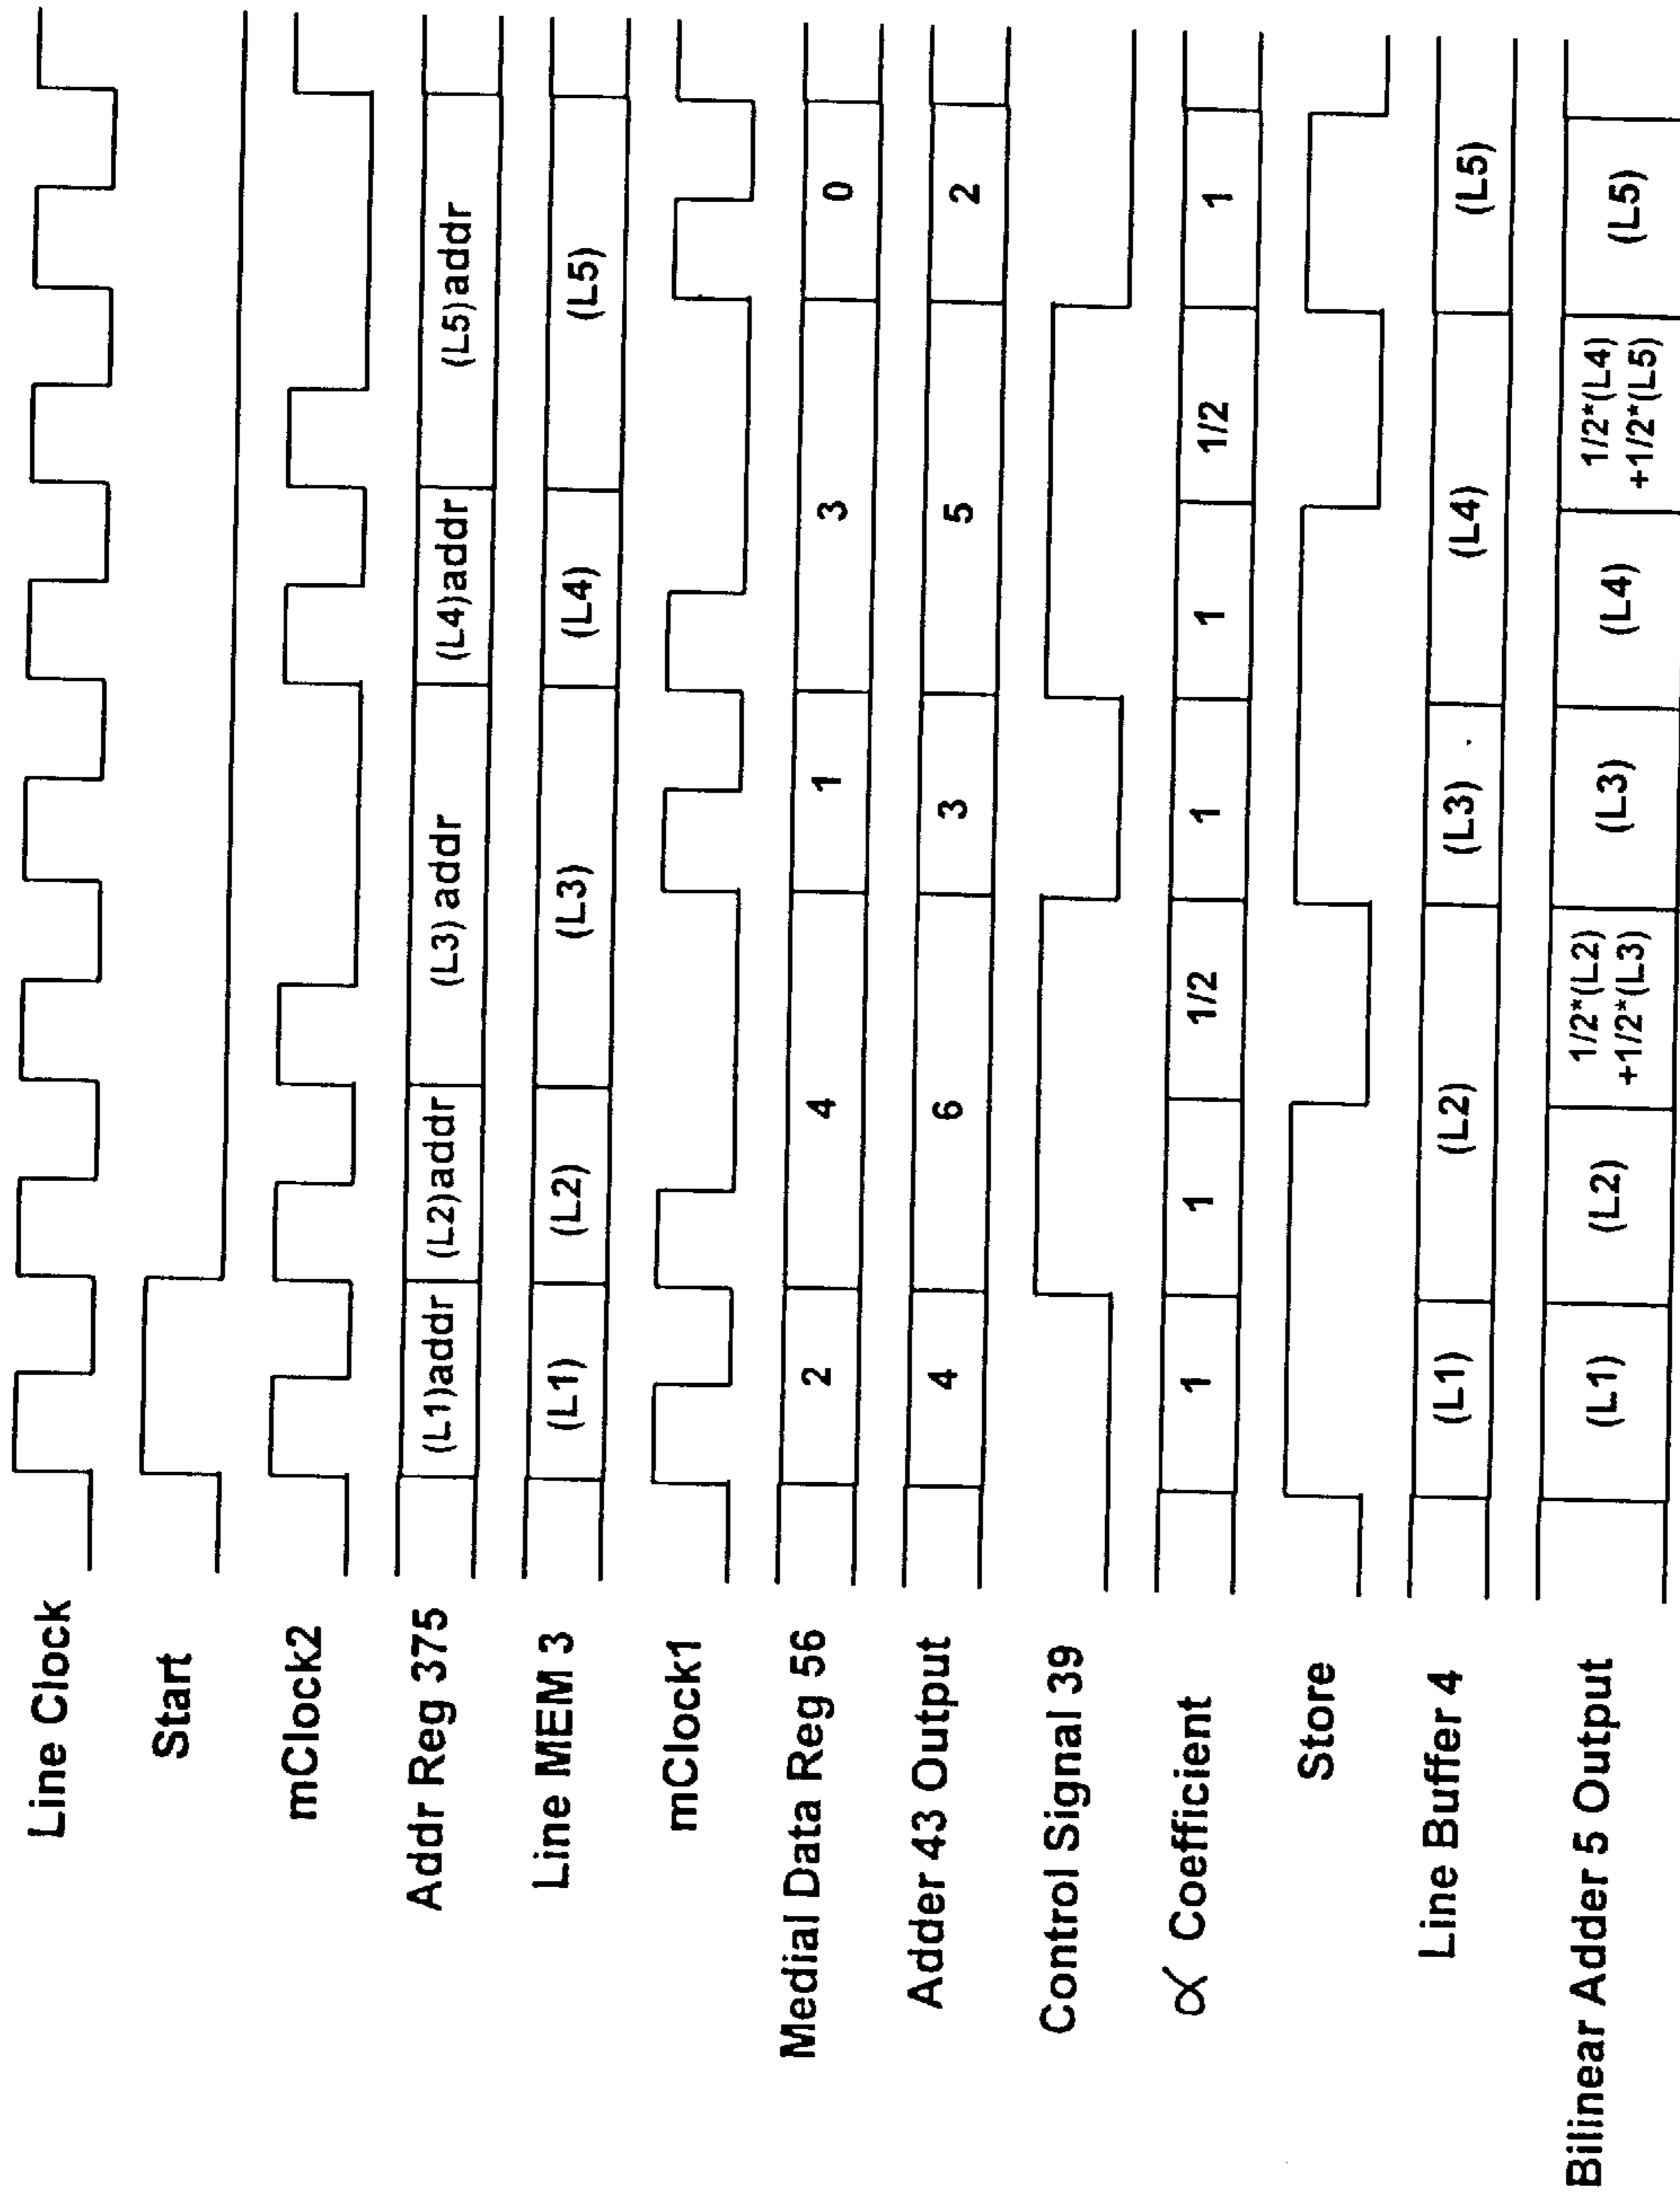 Line Clock
Start
mClock2
Addr Reg 375 (L1)addr (L2)addr (L3) addr (L4)addr (L5)addr
Line MEM 3 (L1) (L2) (L3) (L4) (L5)
mClock1
Medial Data Reg 56 2 4 1 3 0
Adder 43 Output 4 6 3 5 2
Control Signal 39
∝ Coefficient 1 1 1/2 1 1 1/2 1
Store
Line Buffer 4 (L1) (L2) (L3) (L4) (L5)
Bilinear Adder 5 Output (L1) (L2) 1/2*(L2) (L3) (L4) 1/2*(L4) (L5)
+1/2*(L3) +1/2*(L5)